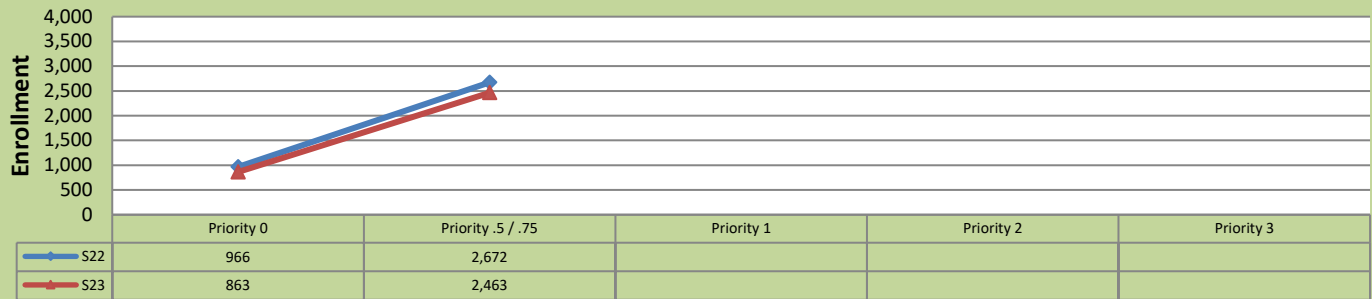 4,000
3,500
3,000
2,500
2,000
1,500
1,000
500
0
Enrollment
Priority 0 Priority .5 / .75 Priority 1 Priority 2 Priority 3
S22 966 2,672
S23 863 2,463